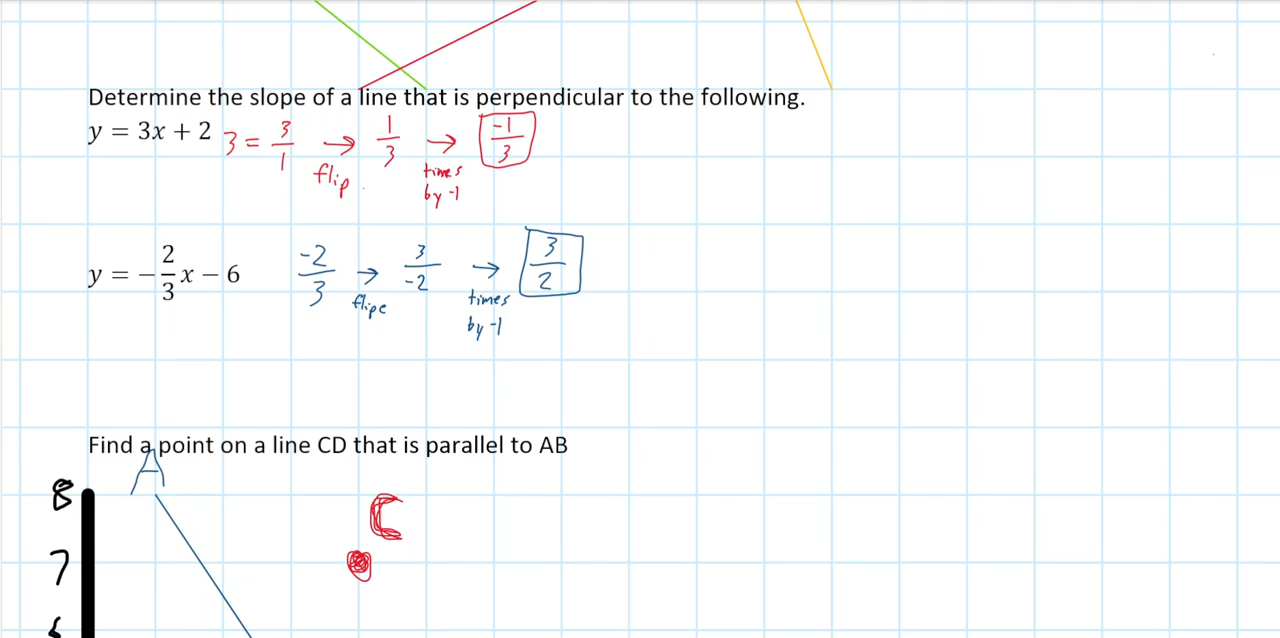 Determine the slope of a line that is perpendicular to the following.
y = 3x + 2 3 = 3/1 → flip 1/3 → times by -1 -1/3
y = -2/3x - 6 -2/3 → flipe 3/-2 → times by -1 3/2
Find a point on a line CD that is parallel to AB
A
8
C
7